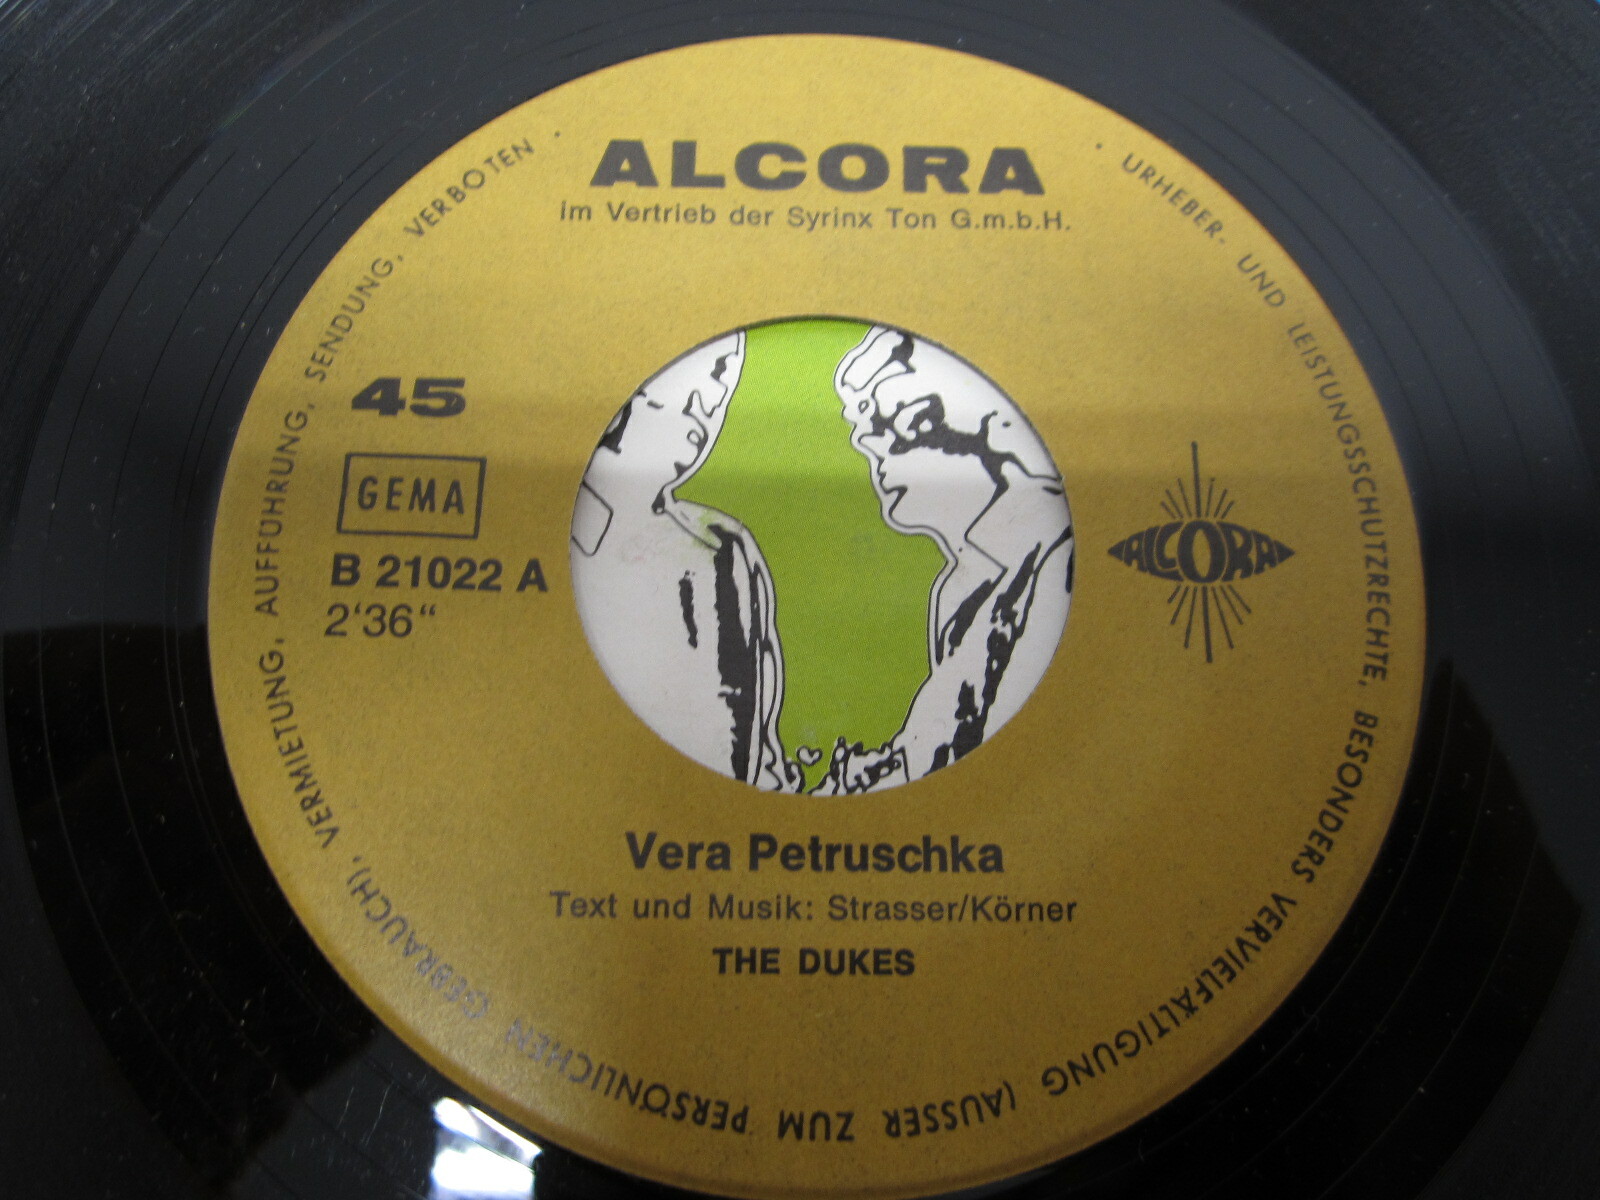 ALCORA
im Vertrieb der Syrinx Ton G.m.b.H.
45
GEMA
B 21022 A
2‘36“
ALCORA
Vera Petruschka
Text und Musik: Strasser/Körner
THE DUKES
· URHEBER- UND LEISTUNGSSCHUTZRECHTE, BESONDERS VERVIELFÄLTIGUNG (AUSSER ZUM PERSÖNLICHEN GEBRAUCH), VERMIETUNG, AUFFÜHRUNG, SENDUNG, VERBOTEN ·